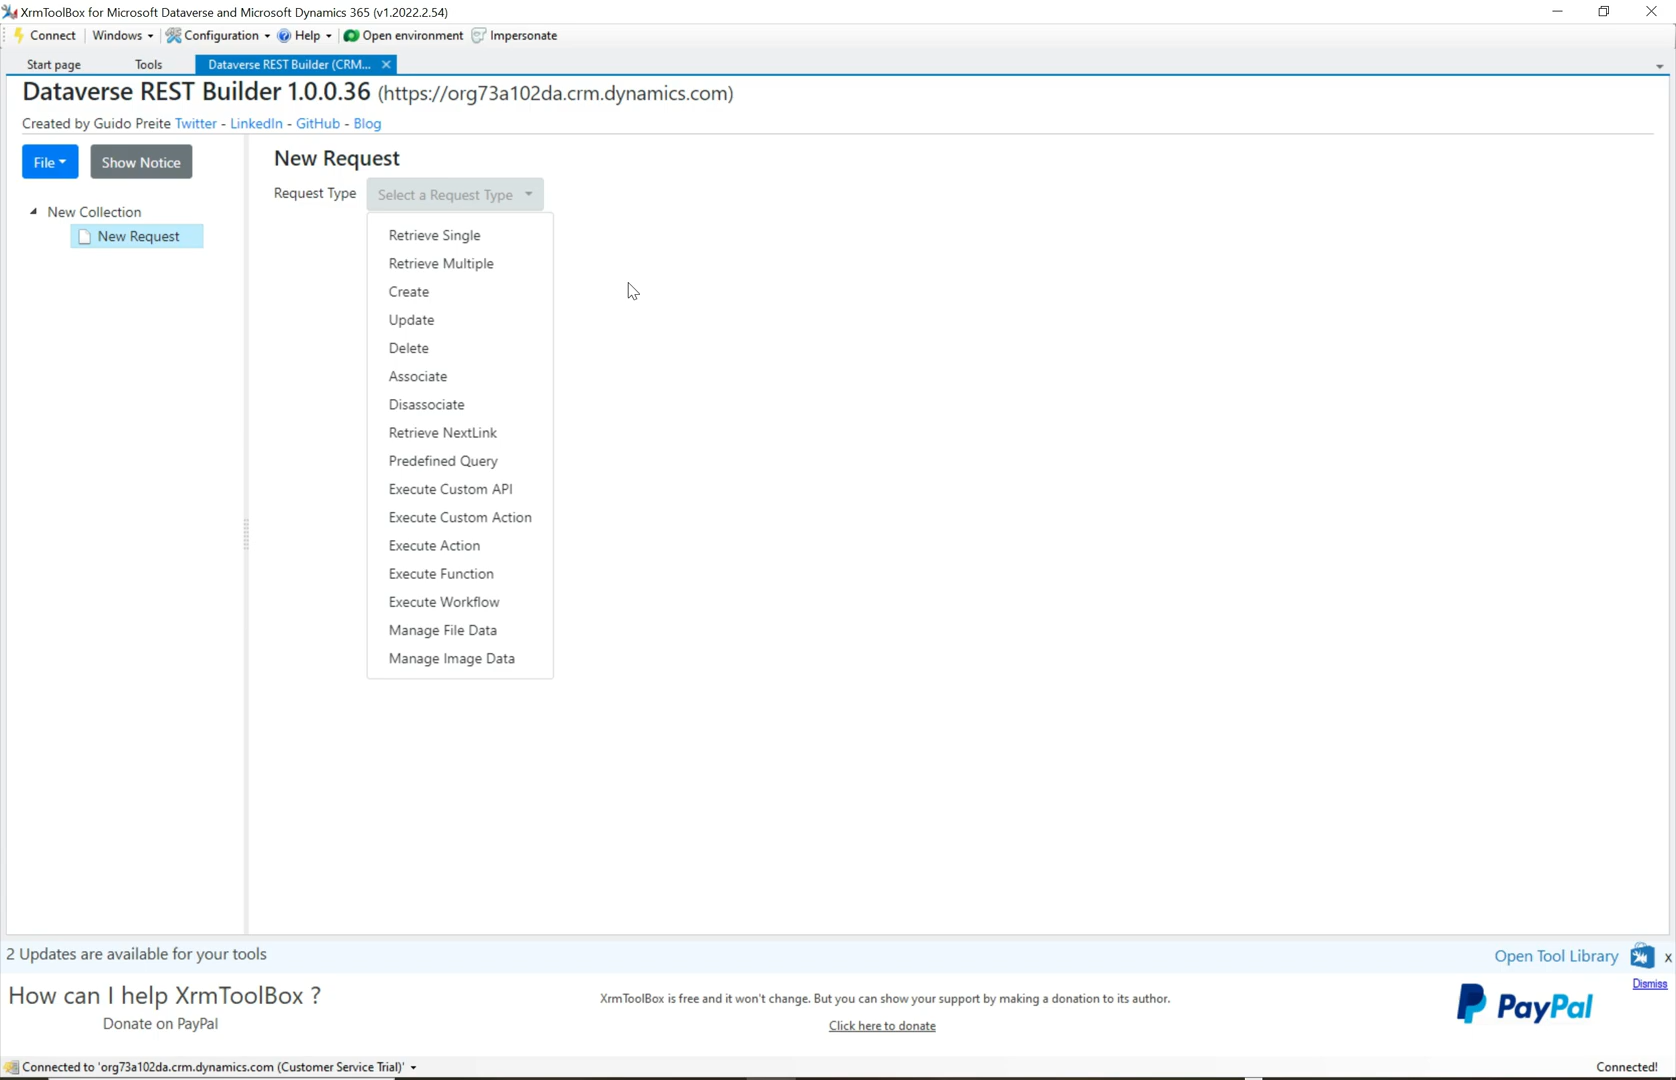 XrmToolBox for Microsoft Dataverse and Microsoft Dynamics 365 (v1.2022.2.54)
Connect Windows Configuration Help Open environment Impersonate
Start page Tools Dataverse REST Builder (CRM...
Dataverse REST Builder 1.0.0.36 (https://org73a102da.crm.dynamics.com)
Created by Guido Preite Twitter - LinkedIn - GitHub - Blog
File Show Notice
New Collection
New Request
New Request
Request Type Select a Request Type
Retrieve Single
Retrieve Multiple
Create
Update
Delete
Associate
Disassociate
Retrieve NextLink
Predefined Query
Execute Custom API
Execute Custom Action
Execute Action
Execute Function
Execute Workflow
Manage File Data
Manage Image Data
2 Updates are available for your tools
Open Tool Library x
Dismiss
How can I help XrmToolBox ?
Donate on PayPal
XrmToolBox is free and it won't change. But you can show your support by making a donation to its author.
Click here to donate
PayPal
Connected to 'org73a102da.crm.dynamics.com (Customer Service Trial)'
Connected!